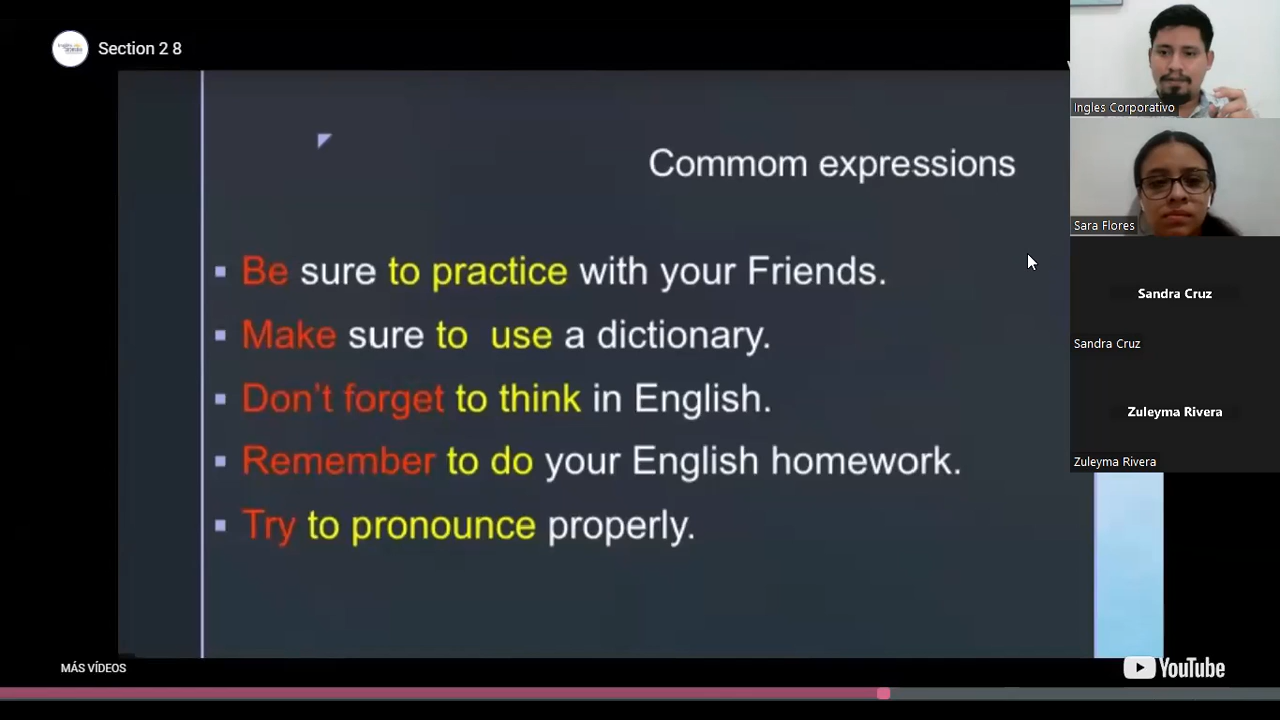 Section 2 8
Commom expressions
Be sure to practice with your Friends.
Make sure to use a dictionary.
Don't forget to think in English.
Remember to do your English homework.
Try to pronounce properly.
MÁS VÍDEOS
YouTube
Ingles Corporativo
Sara Flores
Sandra Cruz
Sandra Cruz
Zuleyma Rivera
Zuleyma Rivera